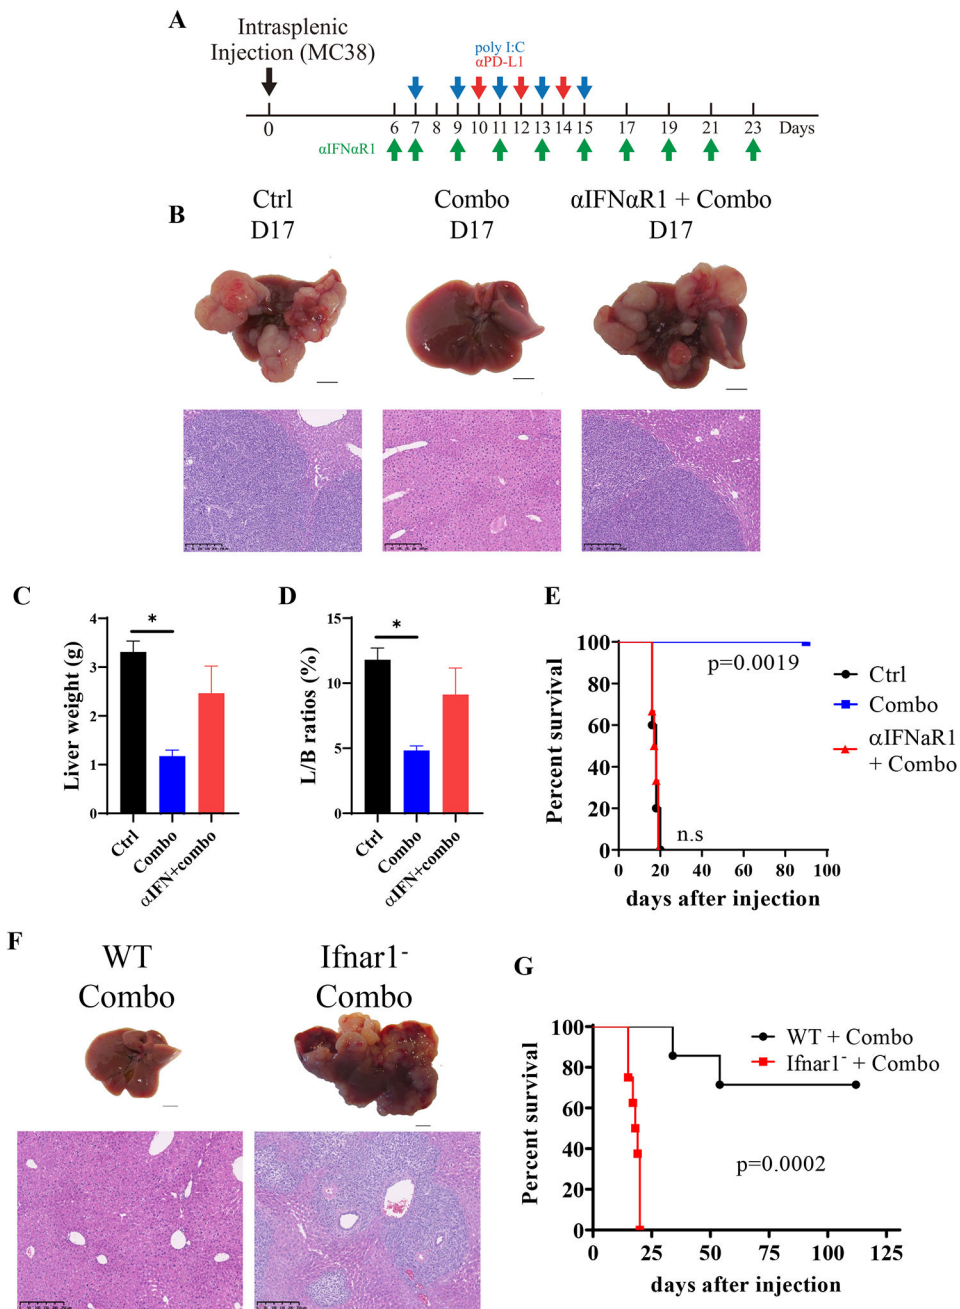 A
Intrasplenic
Injection (MC38)
poly I:C
αPD-L1
0 6 7 8 9 10 11 12 13 14 15 17 19 21 23 Days
αIFNαR1
B
Ctrl
D17
Combo
D17
αIFNαR1 + Combo
D17
C
Liver weight (g)
4
3
2
1
0
*
Ctrl
Combo
αIFN+combo
D
L/B ratios (%)
15
10
5
0
*
Ctrl
Combo
αIFN+combo
E
Percent survival
100
80
60
40
20
0
0 20 40 60 80 100
days after injection
p=0.0019
n.s
Ctrl
Combo
αIFNaR1
+ Combo
F
WT
Combo
Ifnar1-
Combo
G
Percent survival
100
80
60
40
20
0
0 25 50 75 100 125
days after injection
WT + Combo
Ifnar1- + Combo
p=0.0002